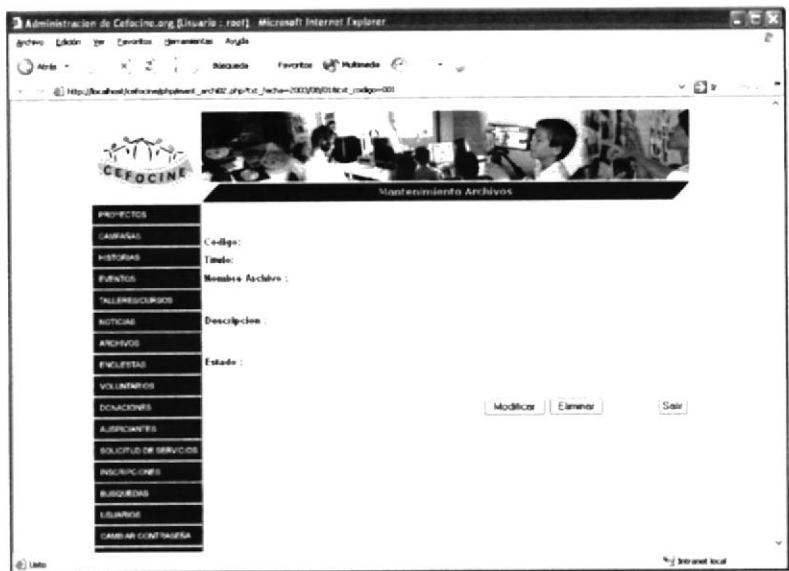 Administracion de Cefocine.org (Usuario : root) Microsoft Internet Explorer
Archivo Edición Ver Favoritos Herramientas Ayuda
Atrás Búsqueda Favoritos Multimedia
CEFOCINE
Mantenimiento Archivos
PROYECTOS
CAMPAÑAS
HISTORIAS
EVENTOS
TALLERES/CURSOS
NOTICIAS
ARCHIVOS
ENCUESTAS
VOLUNTARIOS
DONACIONES
AUSPICIANTES
SOLICITUD DE SERVICIOS
INSCRIPCIONES
BUSQUEDAS
USUARIOS
CAMBIAR CONTRASEÑA
Codigo:
Titulo:
Nombre Archivo :
Descripcion :
Estado :
Modificar Eliminar Salir
Listo Intranet local